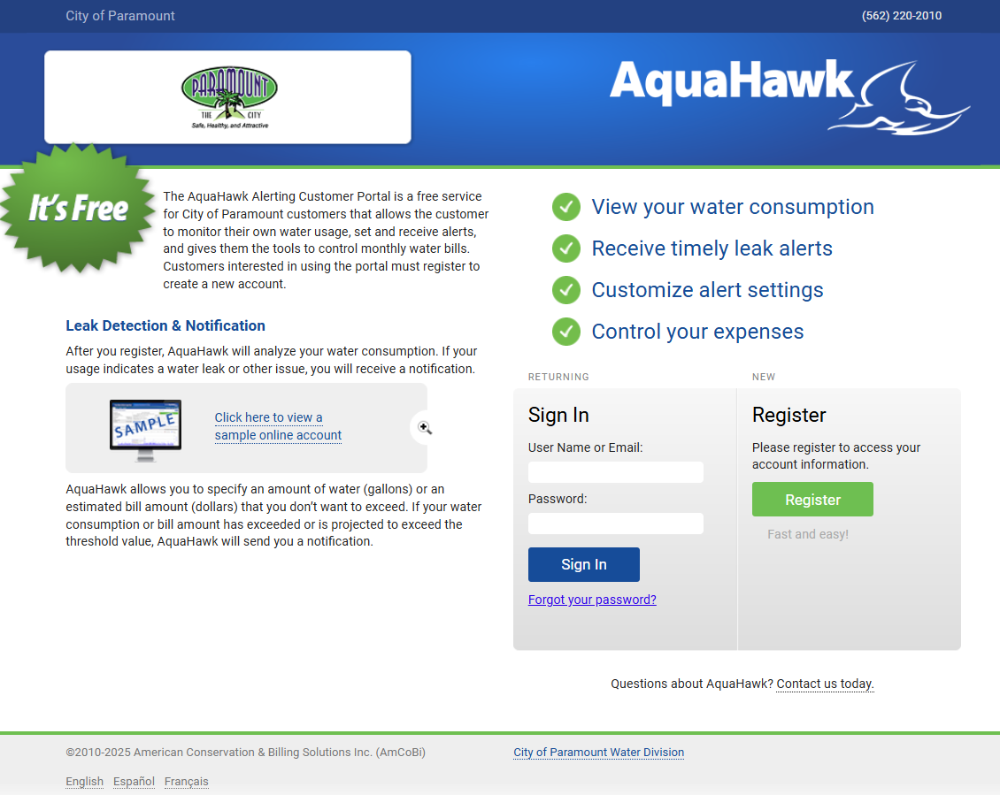 City of Paramount
(562) 220-2010
PARAMOUNT
THE CITY
Safe, Healthy, and Attractive
AquaHawk
It's Free
The AquaHawk Alerting Customer Portal is a free service
for City of Paramount customers that allows the customer
to monitor their own water usage, set and receive alerts,
and gives them the tools to control monthly water bills.
Customers interested in using the portal must register to
create a new account.
View your water consumption
Receive timely leak alerts
Customize alert settings
Control your expenses
Leak Detection & Notification
After you register, AquaHawk will analyze your water consumption. If your
usage indicates a water leak or other issue, you will receive a notification.
SAMPLE
Click here to view a
sample online account
AquaHawk allows you to specify an amount of water (gallons) or an
estimated bill amount (dollars) that you don’t want to exceed. If your water
consumption or bill amount has exceeded or is projected to exceed the
threshold value, AquaHawk will send you a notification.
RETURNING
Sign In
User Name or Email:
Password:
Sign In
Forgot your password?
NEW
Register
Please register to access your
account information.
Register
Fast and easy!
Questions about AquaHawk? Contact us today.
©2010-2025 American Conservation & Billing Solutions Inc. (AmCoBi)
City of Paramount Water Division
English Español Français